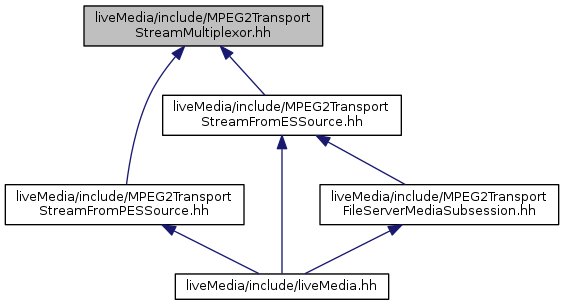 liveMedia/include/MPEG2Transport
StreamMultiplexor.hh
liveMedia/include/MPEG2Transport
StreamFromESSource.hh
liveMedia/include/MPEG2Transport
StreamFromPESSource.hh
liveMedia/include/MPEG2Transport
FileServerMediaSubsession.hh
liveMedia/include/liveMedia.hh